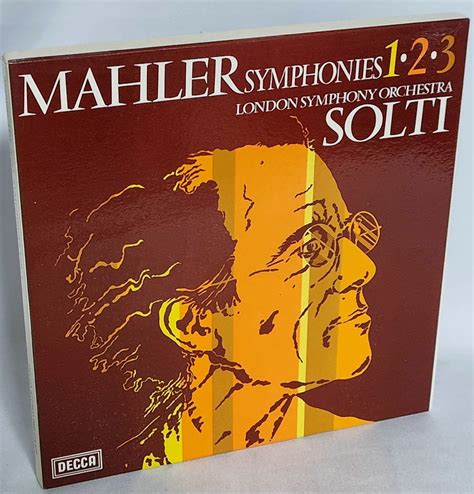 MAHLER SYMPHONIES 1·2·3
LONDON SYMPHONY ORCHESTRA
SOLTI
DECCA